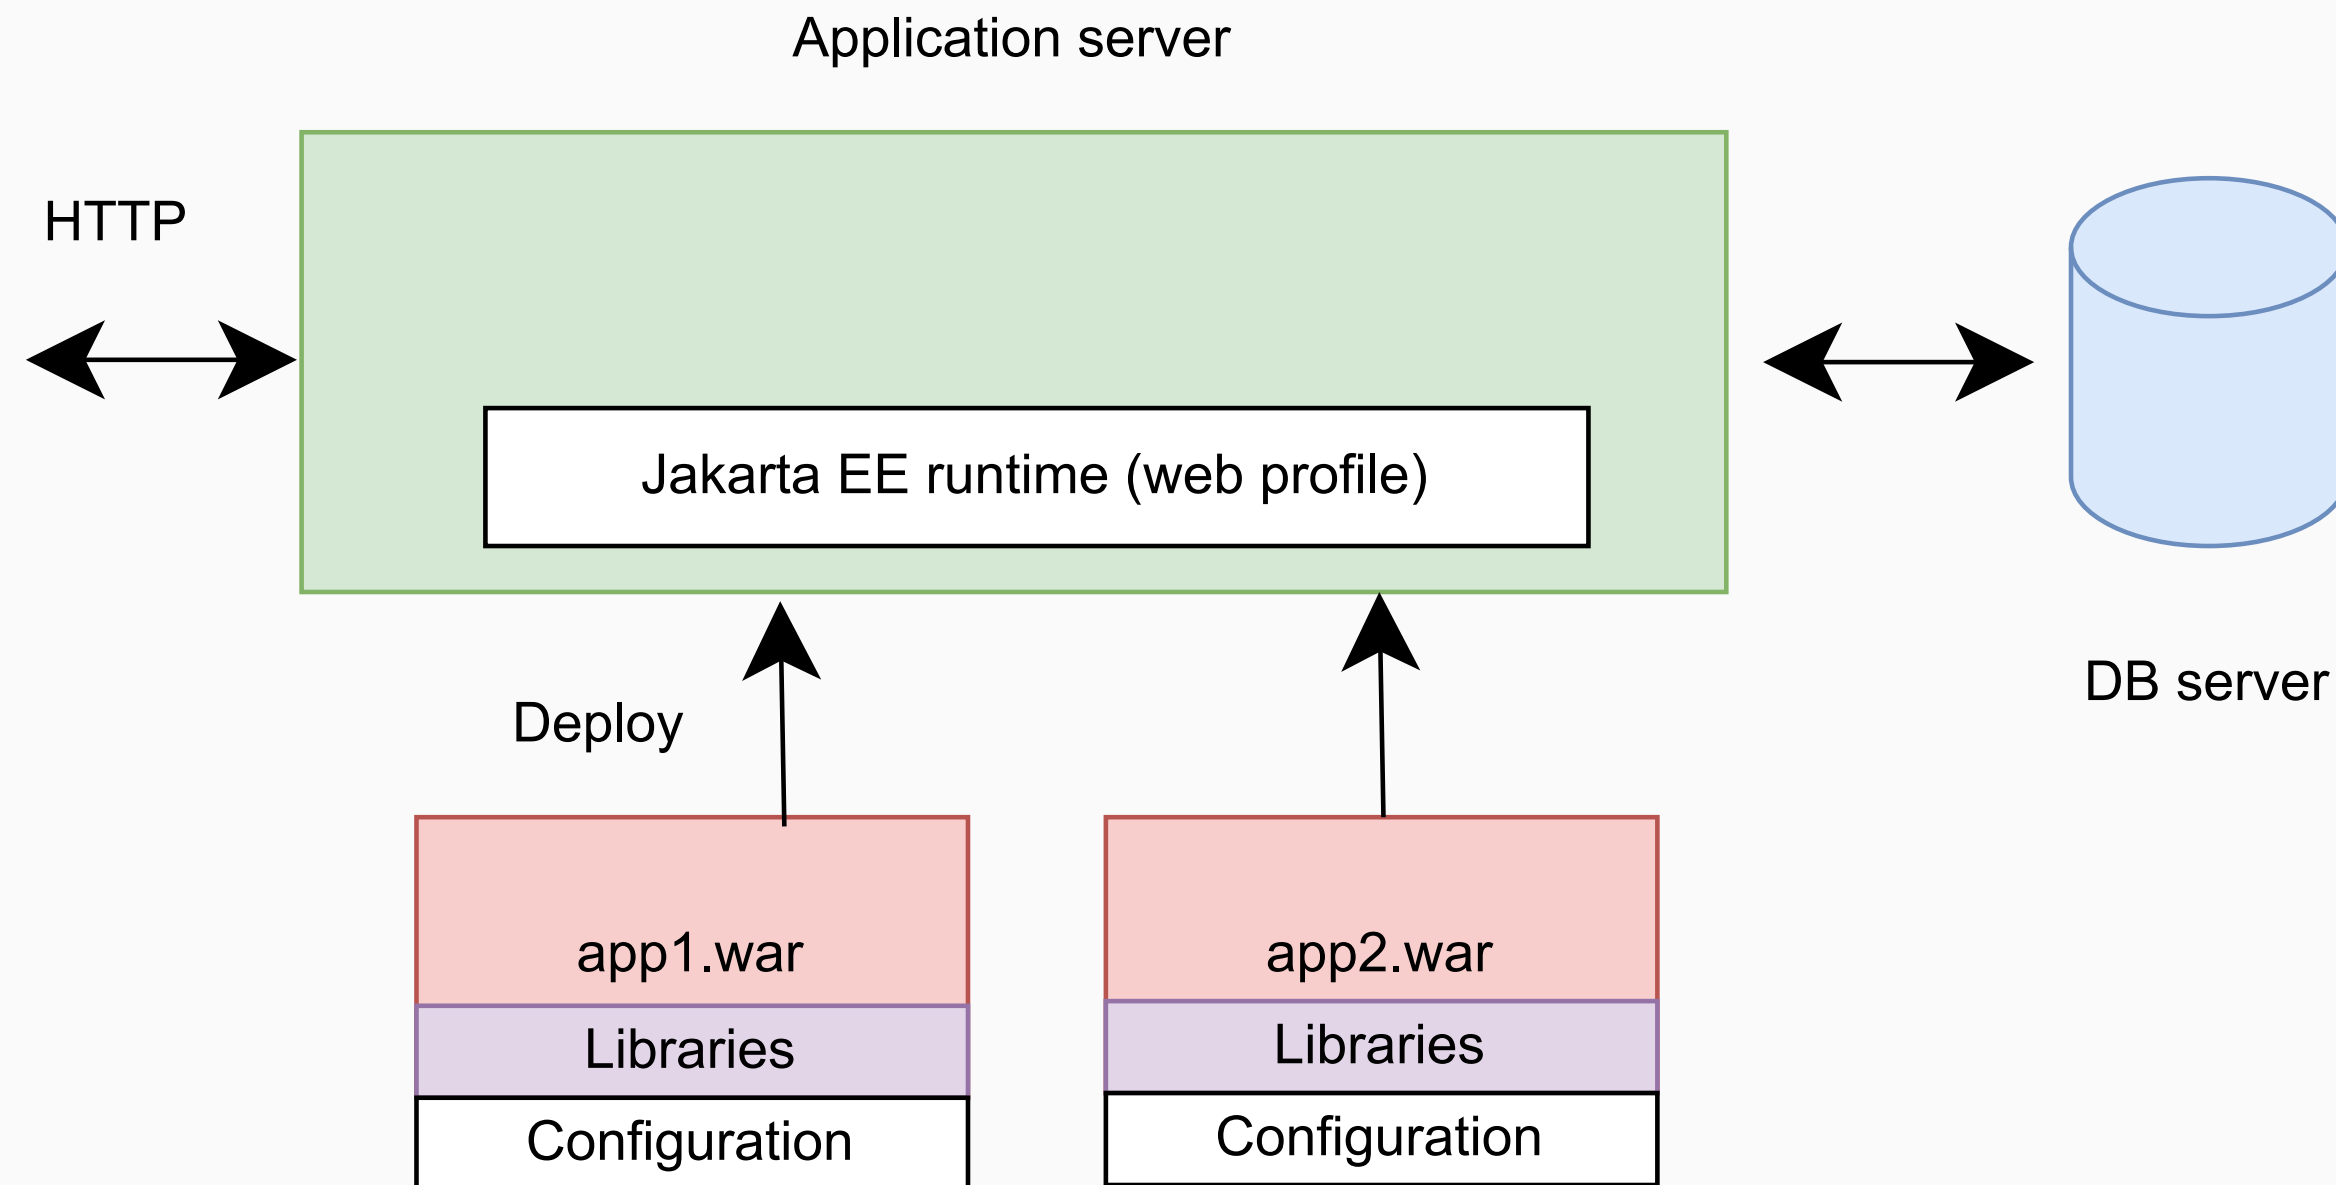 Application server
HTTP
Jakarta EE runtime (web profile)
DB server
Deploy
app1.war
app2.war
Libraries
Libraries
Configuration
Configuration